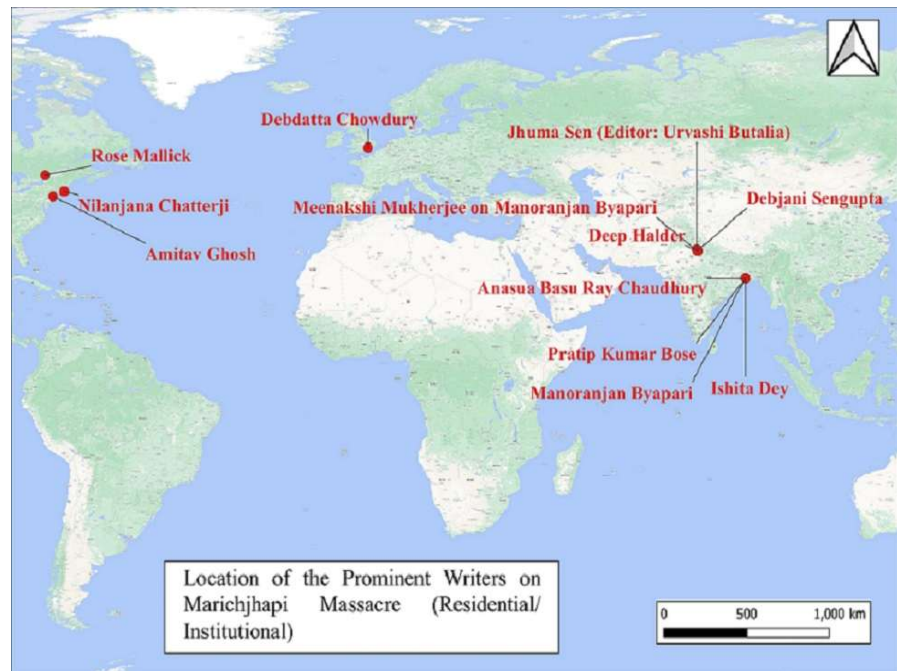 Debdatta Chowdury
Jhuma Sen (Editor: Urvashi Butalia)
Rose Mallick
Nilanjana Chatterji
Meenakshi Mukherjee on Manoranjan Byapari
Debjani Sengupta
Deep Halder
Amitav Ghosh
Anasua Basu Ray Chaudhury
Pratip Kumar Bose
Manoranjan Byapari
Ishita Dey
Location of the Prominent Writers on
Marichjhapi Massacre (Residential/
Institutional)
0 500 1,000 km